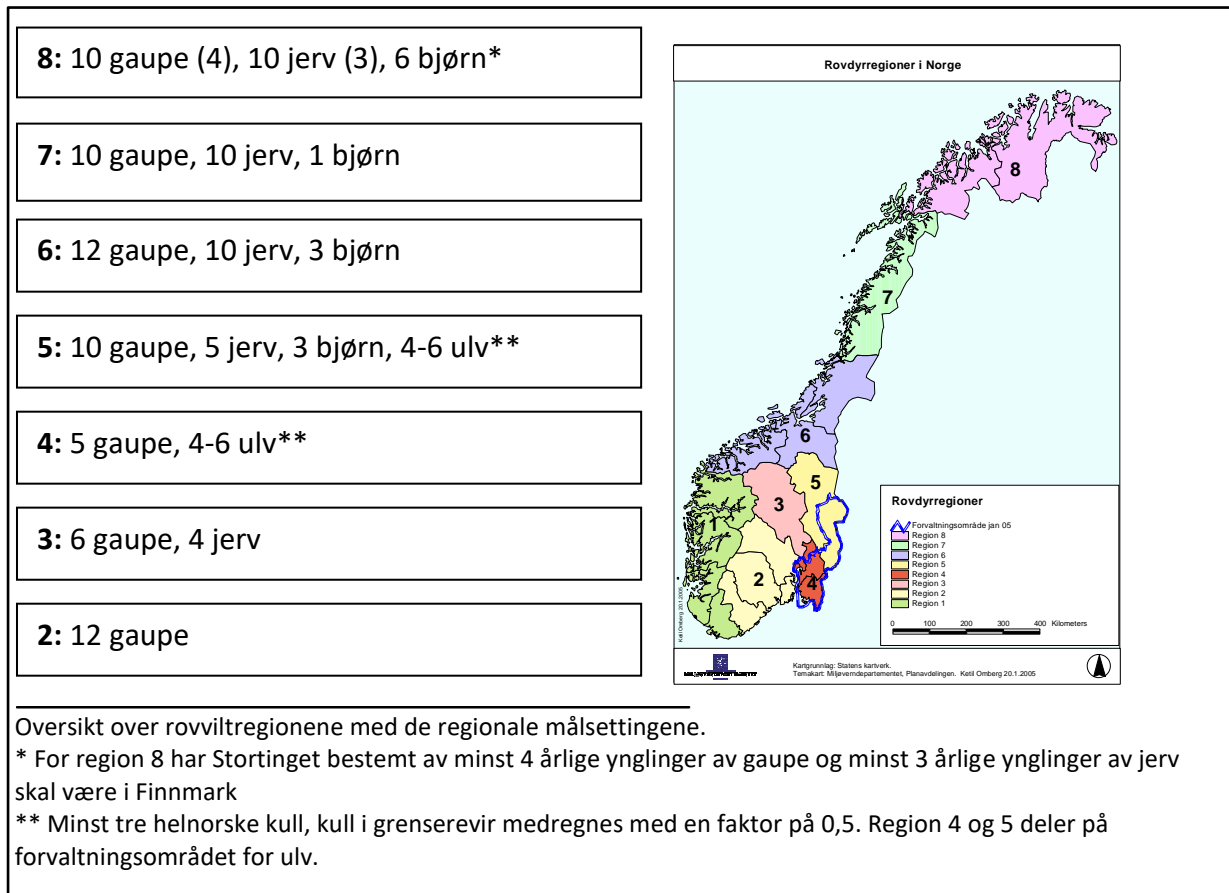 8: 10 gaupe (4), 10 jerv (3), 6 bjørn*
7: 10 gaupe, 10 jerv, 1 bjørn
6: 12 gaupe, 10 jerv, 3 bjørn
5: 10 gaupe, 5 jerv, 3 bjørn, 4-6 ulv**
4: 5 gaupe, 4-6 ulv**
3: 6 gaupe, 4 jerv
2: 12 gaupe
Rovdyrregioner i Norge
8
7
6
5
3
1
2
4
Rovdyrregioner
Forvaltningsområde jan 05
Region 8
Region 7
Region 6
Region 5
Region 4
Region 3
Region 2
Region 1
0 100 200 300 400 Kilometers
Ketil Omberg 20.1.2005
Kartgrunnlag: Statens kartverk.
Temakart: Miljøverndepartementet, Planavdelingen. Ketil Omberg 20.1.2005
Oversikt over rovviltregionene med de regionale målsettingene.
* For region 8 har Stortinget bestemt av minst 4 årlige ynglinger av gaupe og minst 3 årlige ynglinger av jerv
skal være i Finnmark
** Minst tre helnorske kull, kull i grenserevir medregnes med en faktor på 0,5. Region 4 og 5 deler på
forvaltningsområdet for ulv.